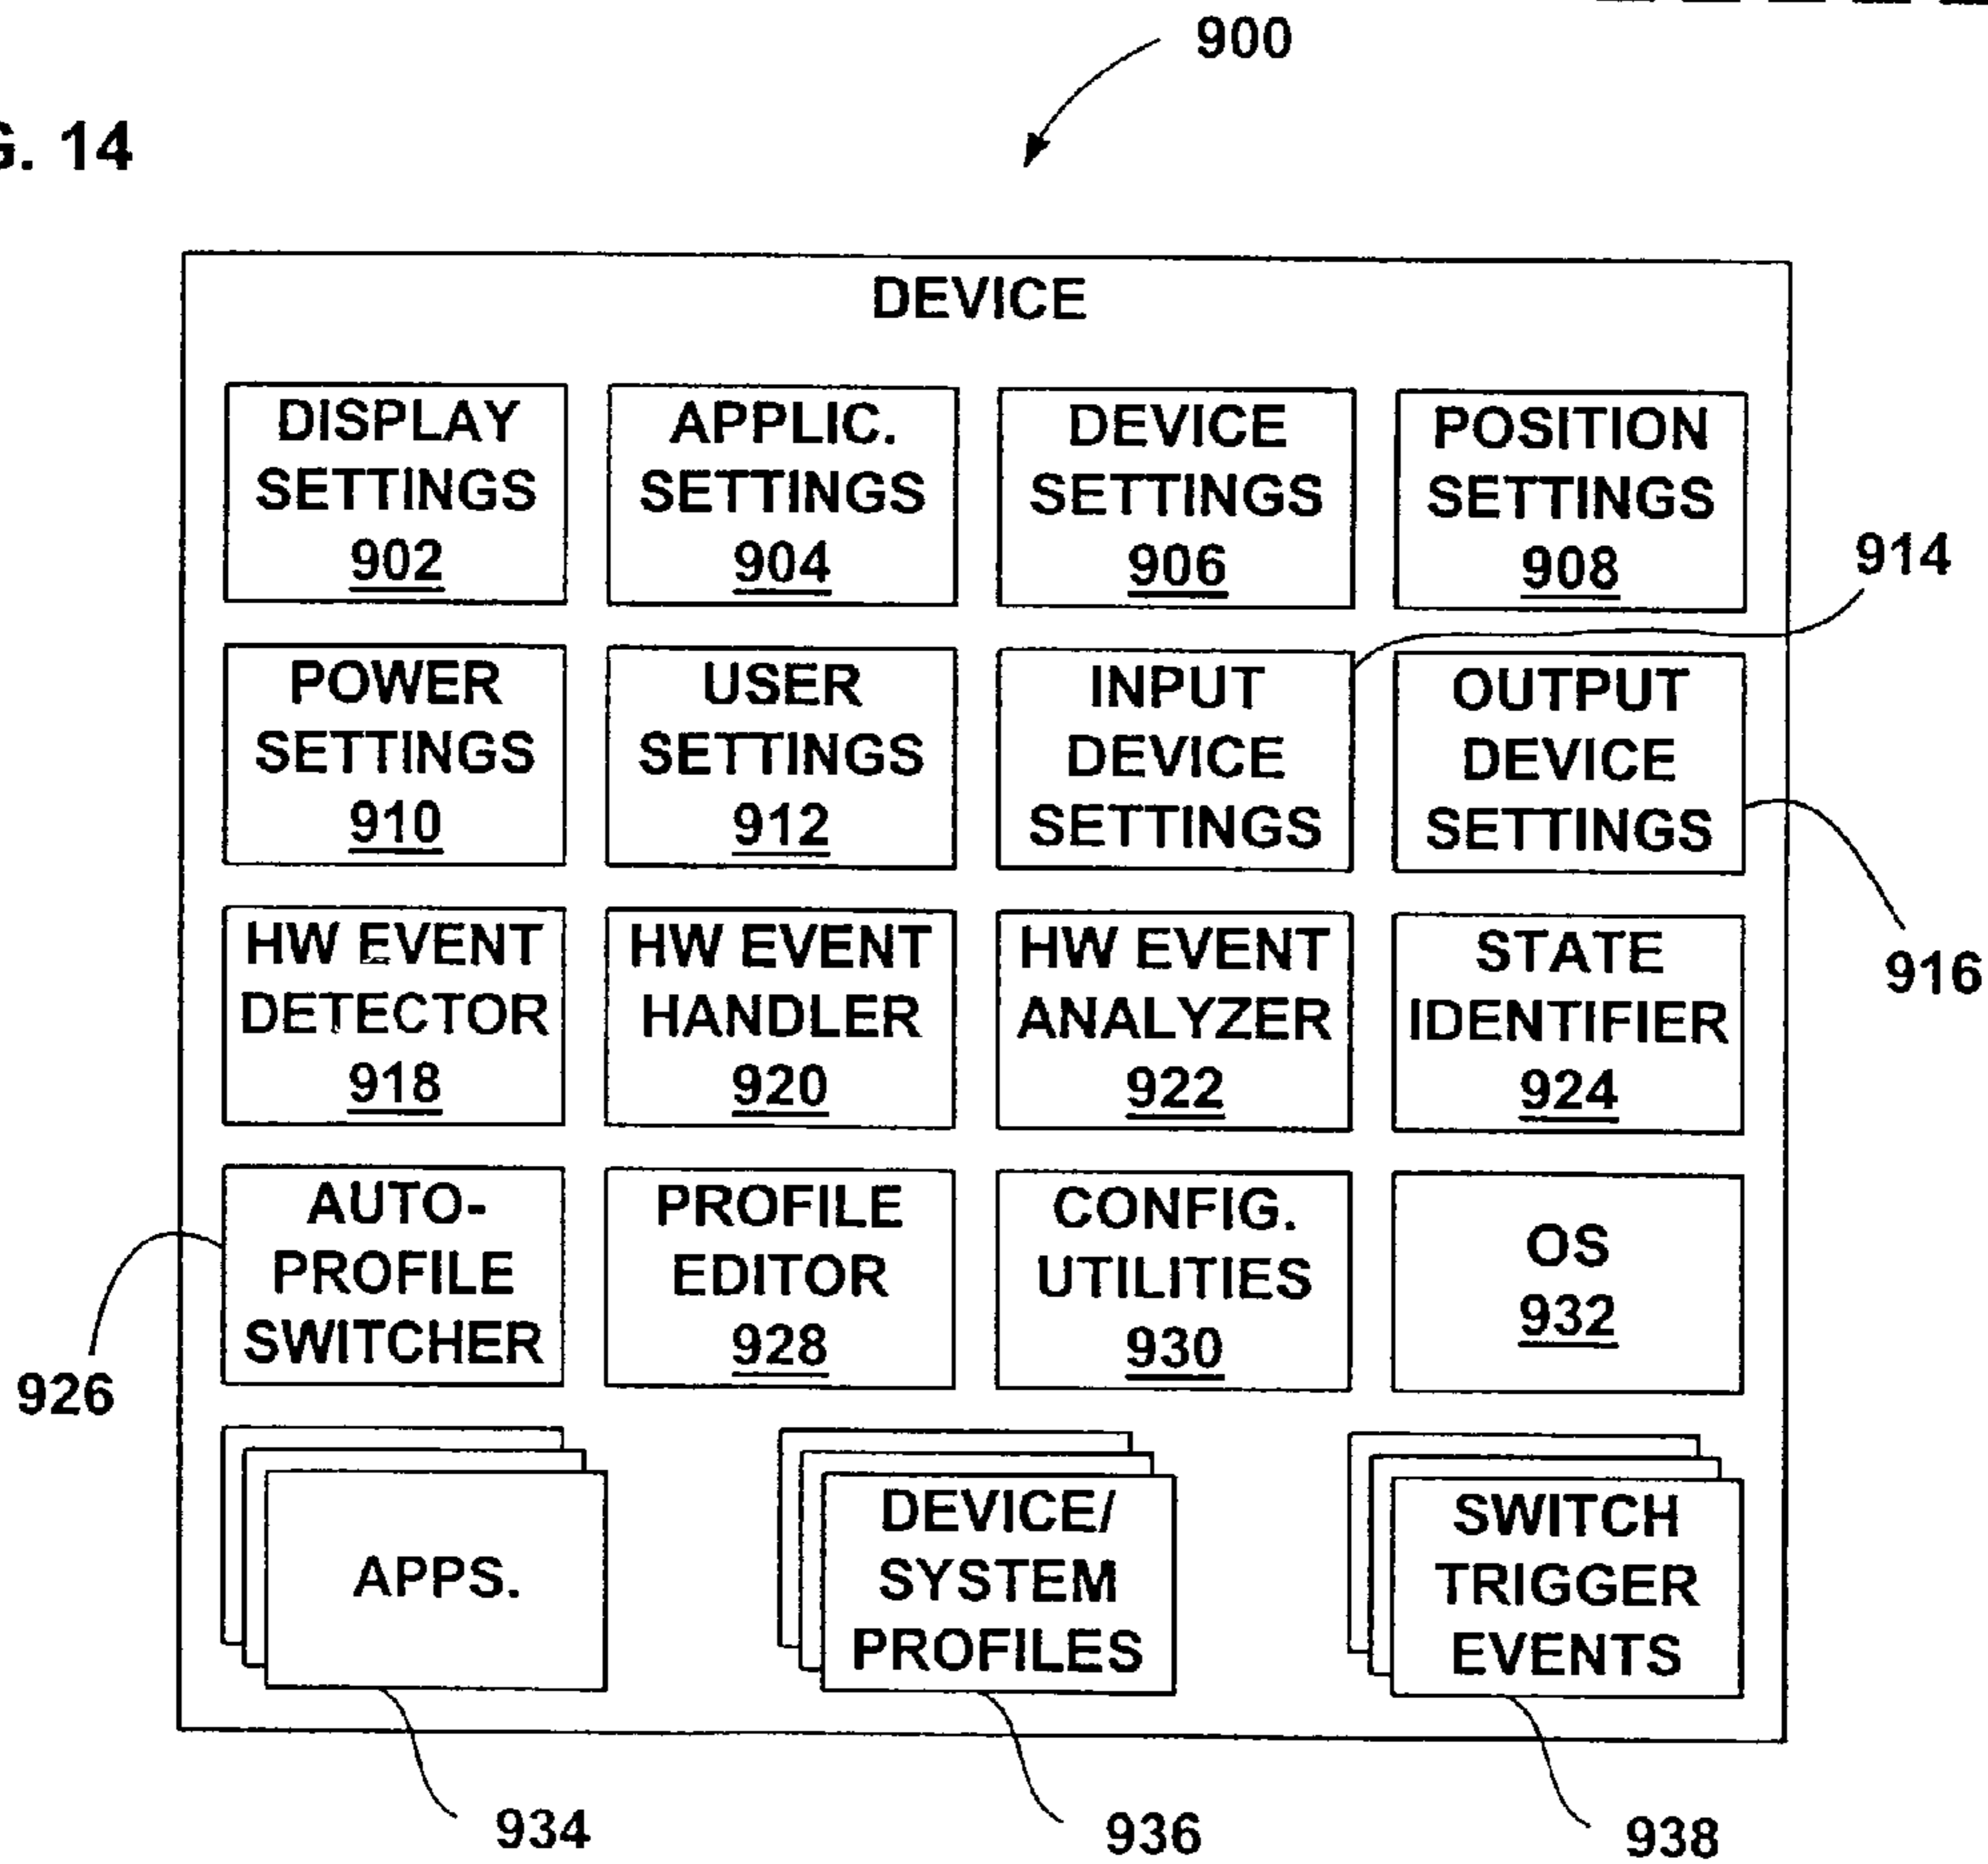 900
G. 14
DEVICE
DISPLAY
SETTINGS
902
APPLIC.
SETTINGS
904
DEVICE
SETTINGS
906
POSITION
SETTINGS
908
914
POWER
SETTINGS
910
USER
SETTINGS
912
INPUT
DEVICE
SETTINGS
OUTPUT
DEVICE
SETTINGS
916
HW EVENT
DETECTOR
918
HW EVENT
HANDLER
920
HW EVENT
ANALYZER
922
STATE
IDENTIFIER
924
AUTO-
PROFILE
SWITCHER
926
PROFILE
EDITOR
928
CONFIG.
UTILITIES
930
OS
932
APPS.
DEVICE/
SYSTEM
PROFILES
SWITCH
TRIGGER
EVENTS
934
936
938